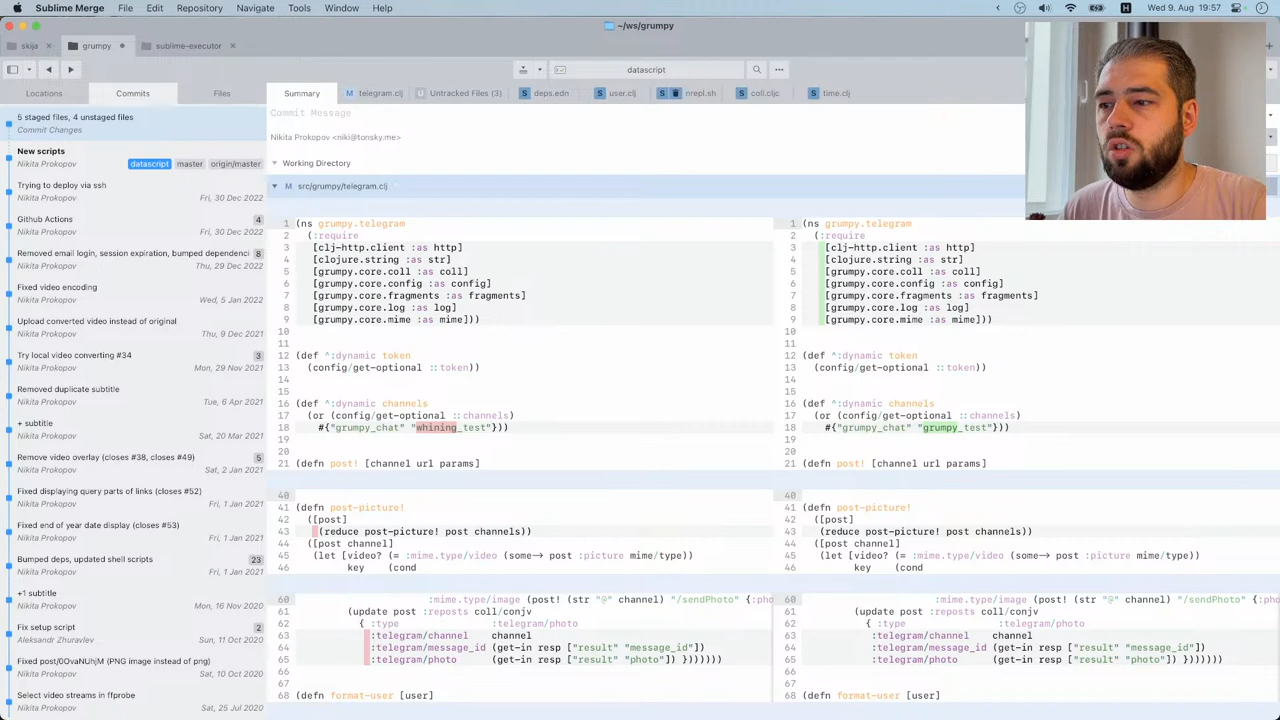 Sublime Merge File Edit Repository Navigate Tools Window Help
Wed 9. Aug 19:57
~/ws/grumpy
skija
grumpy
sublime-executor
datascript
Locations Commits Files
Summary telegram.clj Untracked Files (3) deps.edn user.clj nrepl.sh coll.cljc time.clj
5 staged files, 4 unstaged files
Commit Changes
New scripts
Nikita Prokopov datascript master origin/master
Trying to deploy via ssh
Nikita Prokopov Fri, 30 Dec 2022
Github Actions 4
Nikita Prokopov Fri, 30 Dec 2022
Removed email login, session expiration, bumped dependenci 8
Nikita Prokopov Thu, 29 Dec 2022
Fixed video encoding
Nikita Prokopov Wed, 5 Jan 2022
Upload converted video instead of original
Nikita Prokopov Thu, 9 Dec 2021
Try local video converting #34 3
Nikita Prokopov Mon, 29 Nov 2021
Removed duplicate subtitle
Nikita Prokopov Tue, 6 Apr 2021
+ subtitle
Nikita Prokopov Sat, 20 Mar 2021
Remove video overlay (closes #38, closes #49) 5
Nikita Prokopov Sat, 2 Jan 2021
Fixed displaying query parts of links (closes #52)
Nikita Prokopov Fri, 1 Jan 2021
Fixed end of year date display (closes #53)
Nikita Prokopov Fri, 1 Jan 2021
Bumped deps, updated shell scripts 23
Nikita Prokopov Fri, 1 Jan 2021
+1 subtitle
Nikita Prokopov Mon, 16 Nov 2020
Fix setup script 2
Aleksandr Zhuravlev Sun, 11 Oct 2020
Fixed post/0OvaNUhjM (PNG image instead of png)
Nikita Prokopov Sat, 10 Oct 2020
Select video streams in ffprobe
Nikita Prokopov Sat, 25 Jul 2020
Commit Message
Nikita Prokopov <niki@tonsky.me>
Working Directory
M src/grumpy/telegram.clj
1 (ns grumpy.telegram
2 (:require
3 [clj-http.client :as http]
4 [clojure.string :as str]
5 [grumpy.core.coll :as coll]
6 [grumpy.core.config :as config]
7 [grumpy.core.fragments :as fragments]
8 [grumpy.core.log :as log]
9 [grumpy.core.mime :as mime]))
10
11
12 (def ^:dynamic token
13 (config/get-optional ::token))
14
15
16 (def ^:dynamic channels
17 (or (config/get-optional ::channels)
18 #{"grumpy_chat" "whining_test"}))
19
20
21 (defn post! [channel url params]
40
41 (defn post-picture!
42 ([post]
43 (reduce post-picture! post channels))
44 ([post channel]
45 (let [video? (= :mime.type/video (some-> post :picture mime/type))
46 key (cond
60 :mime.type/image (post! (str "@" channel) "/sendPhoto" {:pho
61 (update post :reposts coll/conjv
62 { :type :telegram/photo
63 :telegram/channel channel
64 :telegram/message_id (get-in resp ["result" "message_id"])
65 :telegram/photo (get-in resp ["result" "photo"]) })))))))
66
67
68 (defn format-user [user]
1 (ns grumpy.telegram
2 (:require
3 [clj-http.client :as http]
4 [clojure.string :as str]
5 [grumpy.core.coll :as coll]
6 [grumpy.core.config :as config]
7 [grumpy.core.fragments :as fragments]
8 [grumpy.core.log :as log]
9 [grumpy.core.mime :as mime]))
10
11
12 (def ^:dynamic token
13 (config/get-optional ::token))
14
15
16 (def ^:dynamic channels
17 (or (config/get-optional ::channels)
18 #{"grumpy_chat" "grumpy_test"}))
19
20
21 (defn post! [channel url params]
40
41 (defn post-picture!
42 ([post]
43 (reduce post-picture! post channels))
44 ([post channel]
45 (let [video? (= :mime.type/video (some-> post :picture mime/type))
46 key (cond
60 :mime.type/image (post! (str "@" channel) "/sendPhoto" {:ph
61 (update post :reposts coll/conjv
62 { :type :telegram/photo
63 :telegram/channel channel
64 :telegram/message_id (get-in resp ["result" "message_id"])
65 :telegram/photo (get-in resp ["result" "photo"]) })))))))
66
67
68 (defn format-user [user]